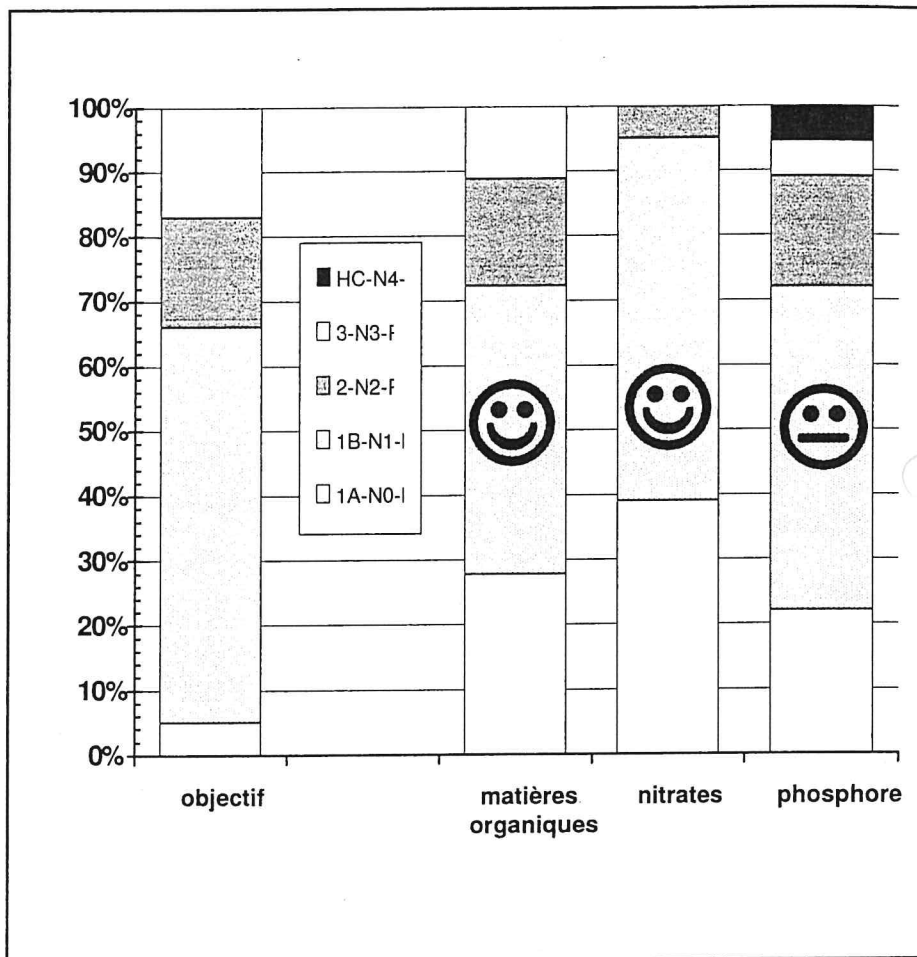 100%
90%
80%
70%
60%
50%
40%
30%
20%
10%
0%
HC-N4-
3-N3-F
2-N2-F
1B-N1-I
1A-N0-I
objectif
matières organiques
nitrates
phosphore